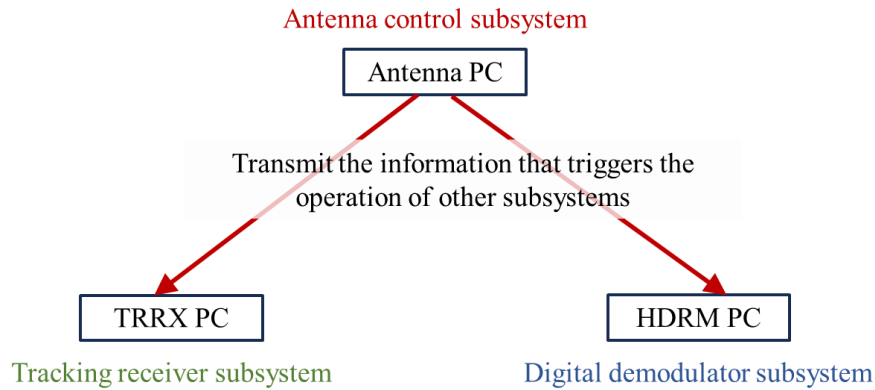 Antenna control subsystem
Antenna PC
Transmit the information that triggers the
operation of other subsystems
TRRX PC
HDRM PC
Tracking receiver subsystem
Digital demodulator subsystem